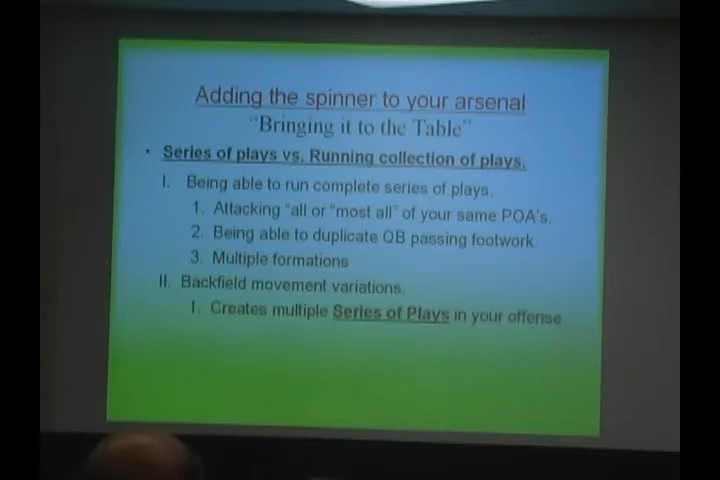 Adding the spinner to your arsenal
"Bringing it to the Table"
• Series of plays vs. Running collection of plays.
I. Being able to run complete series of plays.
1. Attacking "all or "most all" of your same POA's.
2. Being able to duplicate QB passing footwork.
3. Multiple formations
II. Backfield movement variations.
I. Creates multiple Series of Plays in your offense